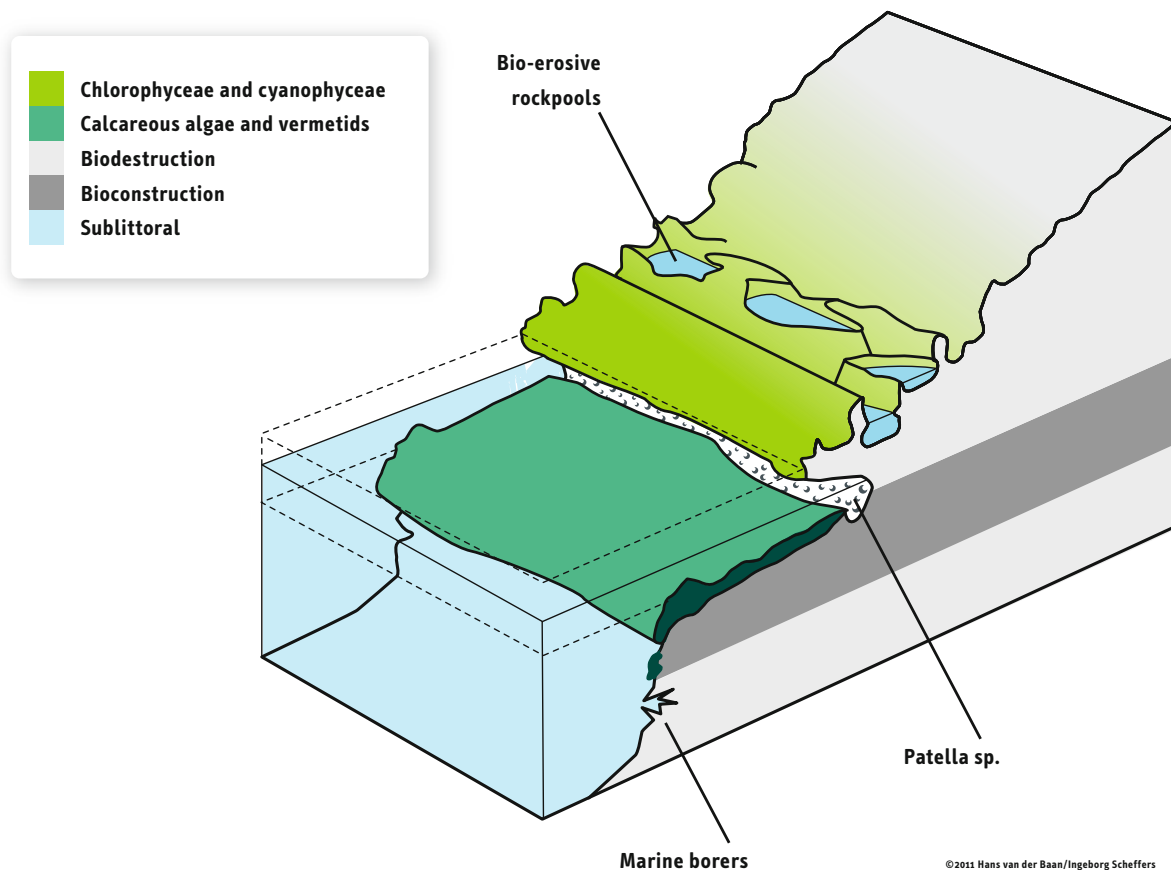 Chlorophyceae and cyanophyceae
Calcareous algae and vermetids
Biodestruction
Bioconstruction
Sublittoral
Bio-erosive
rockpools
Patella sp.
Marine borers
©2011 Hans van der Baan/Ingeborg Scheffers